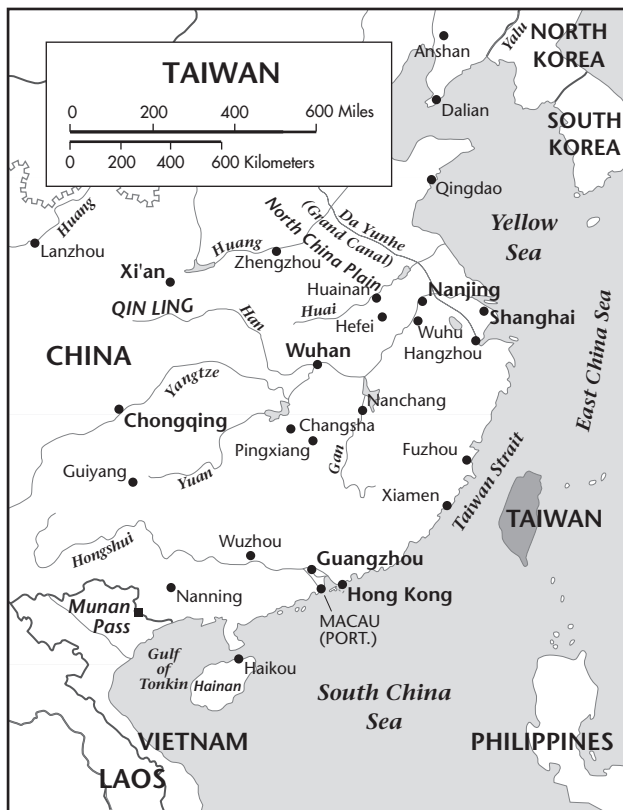 TAIWAN
0 200 400 600 Miles
0 200 400 600 Kilometers
Anshan
Yalu
NORTH
KOREA
Dalian
SOUTH
KOREA
Qingdao
Yellow
Sea
Huang
Lanzhou
Huang
Zhengzhou
North China Plain
Da Yunhe
(Grand Canal)
Xi'an
QIN LING
Huainan
Huai
Hefei
Nanjing
Shanghai
Wuhu
Hangzhou
Han
Wuhan
CHINA
Yangtze
East China Sea
Chongqing
Nanchang
Changsha
Pingxiang
Gan
Guiyang
Yuan
Fuzhou
Xiamen
Taiwan Strait
TAIWAN
Hongshui
Wuzhou
Guangzhou
Hong Kong
MACAU
(PORT.)
Nanning
Munan
Pass
Gulf
of
Tonkin
Haikou
Hainan
South China
Sea
VIETNAM
LAOS
PHILIPPINES